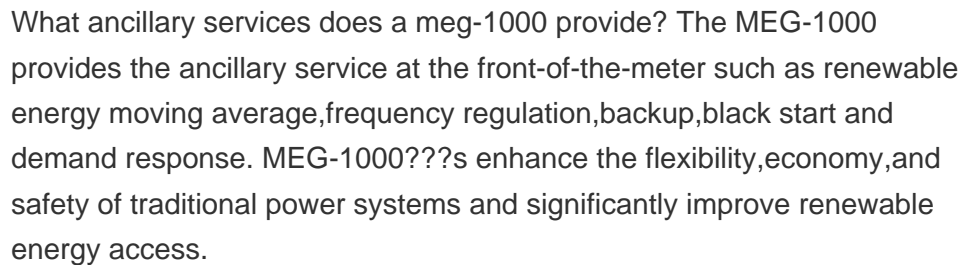 What ancillary services does a meg-1000 provide? The MEG-1000
provides the ancillary service at the front-of-the-meter such as renewable
energy moving average,frequency regulation,backup,black start and
demand response. MEG-1000???s enhance the flexibility,economy,and
safety of traditional power systems and significantly improve renewable
energy access.